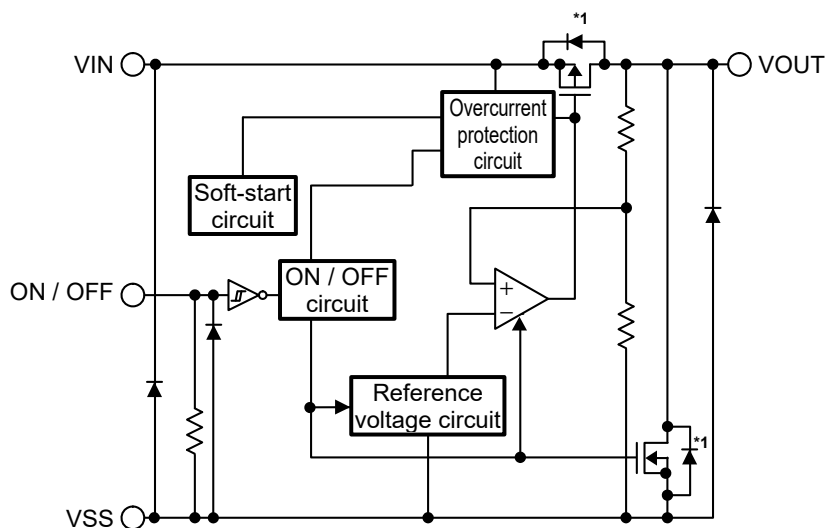 *1
VIN
VOUT
Overcurrent
protection
circuit
Soft-start
circuit
ON / OFF
ON / OFF
circuit
+
−
Reference
voltage circuit
*1
VSS